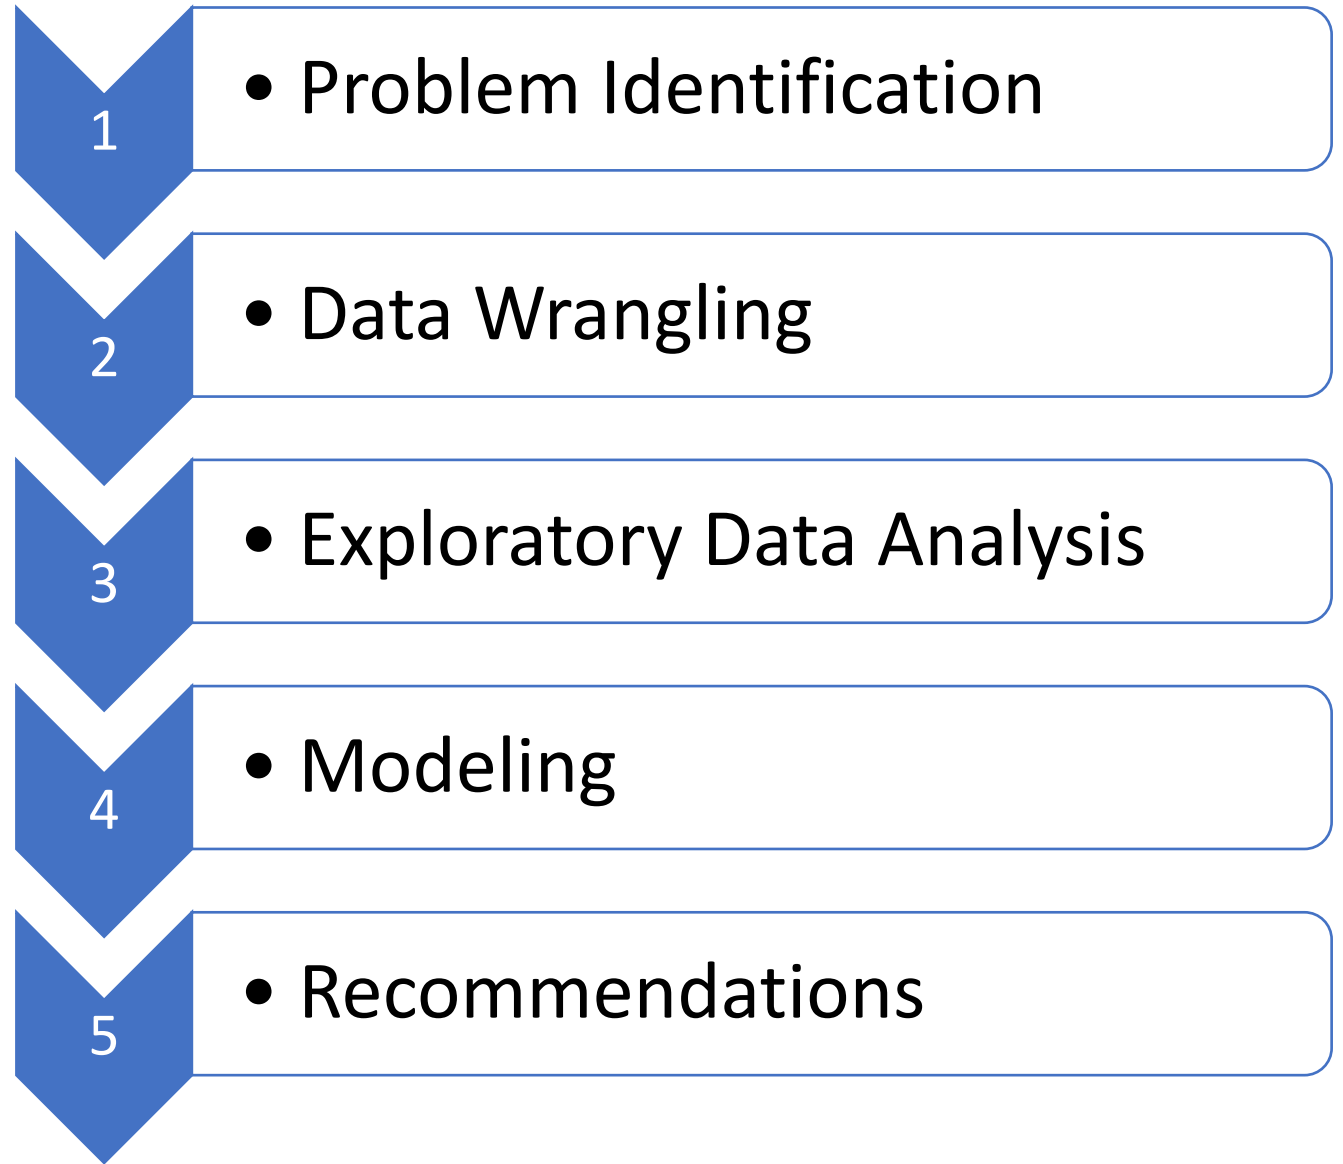 1
• Problem Identification
2
• Data Wrangling
3
• Exploratory Data Analysis
4
• Modeling
5
• Recommendations